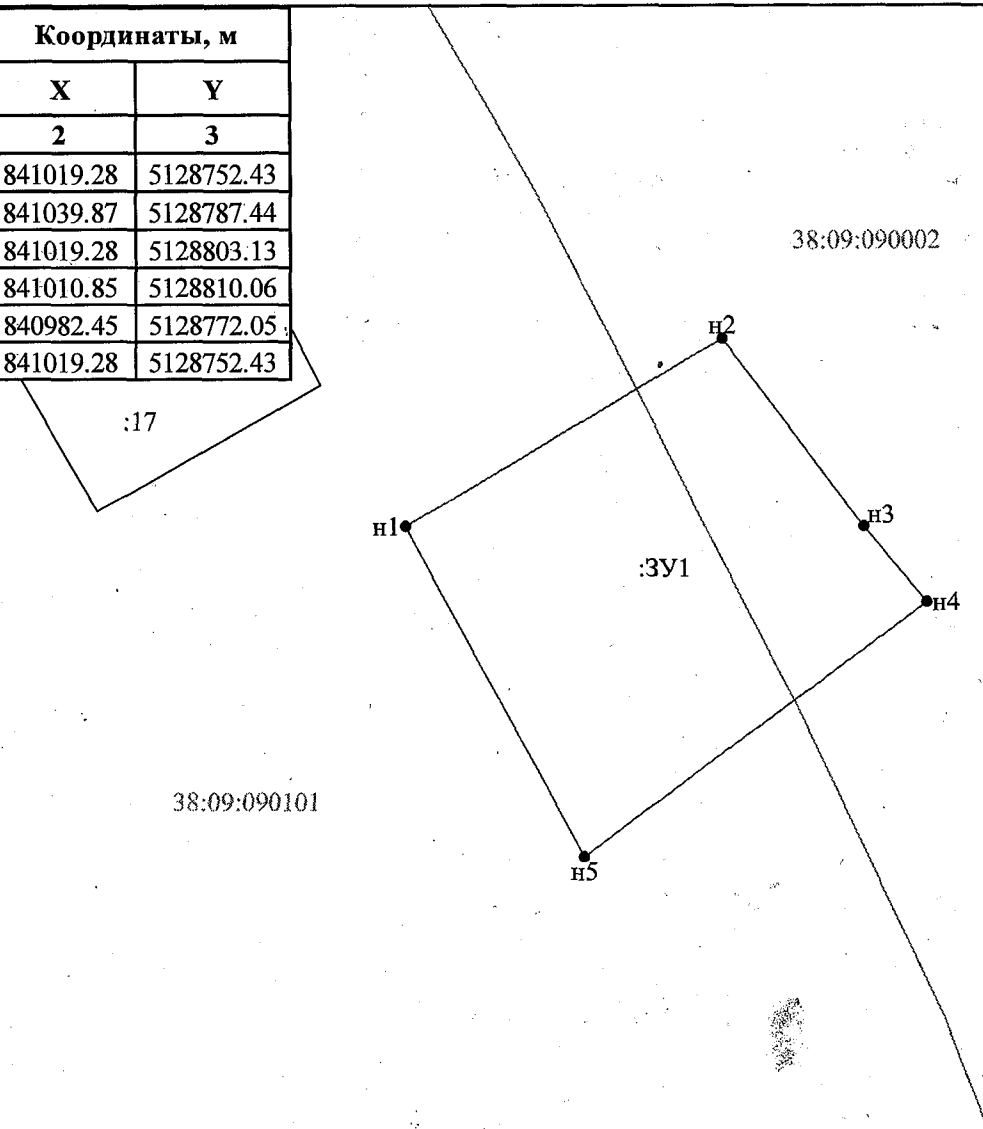 Координаты, м
X Y
2 3
841019.28 5128752.43
841039.87 5128787.44
841019.28 5128803.13
841010.85 5128810.06
840982.45 5128772.05
841019.28 5128752.43
38:09:090002
н2
:17
н1
н3
:ЗУ1
н4
38:09:090101
н5